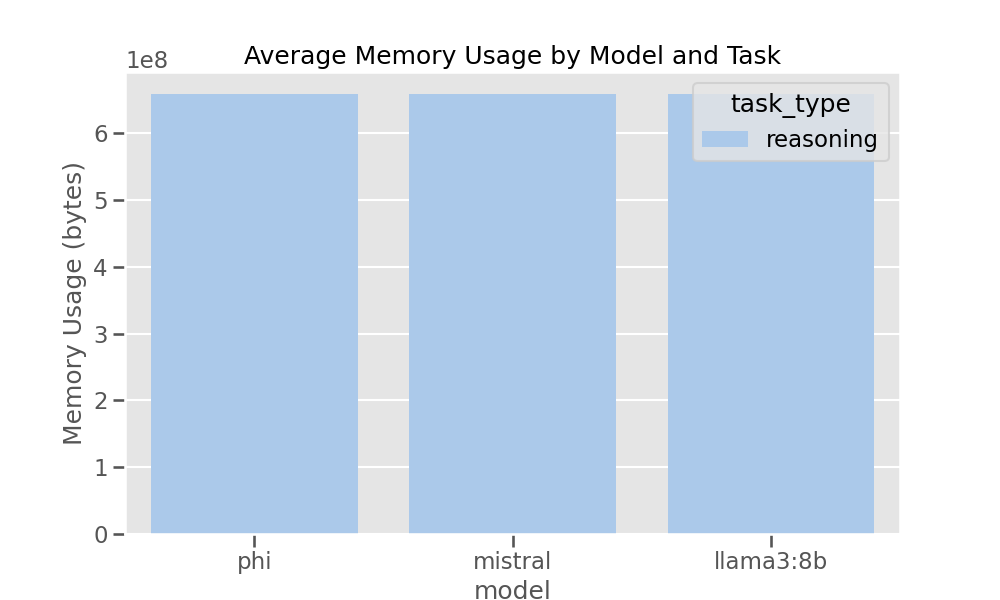 Average Memory Usage by Model and Task
1e8
task_type
reasoning
6
5
4
3
2
1
0
Memory Usage (bytes)
phi
mistral
llama3:8b
model